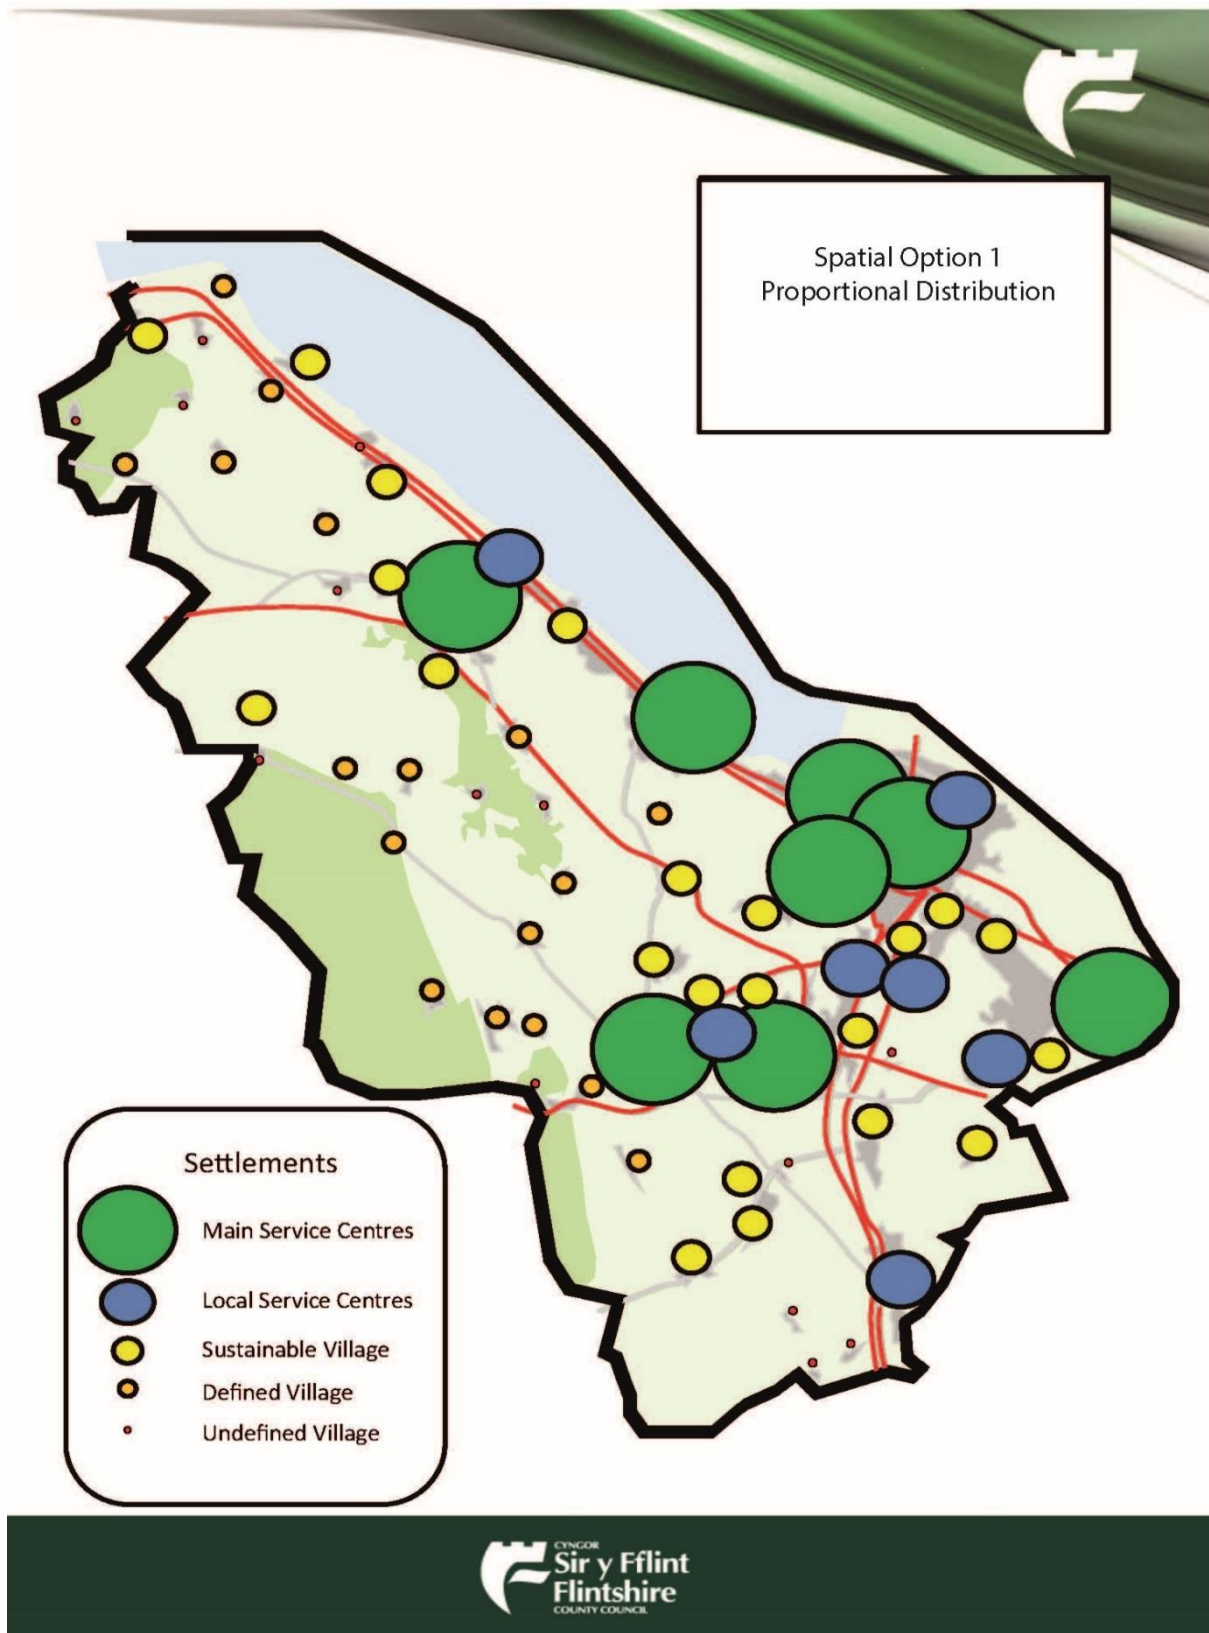 Spatial Option 1
Proportional Distribution
Settlements
Main Service Centres
Local Service Centres
Sustainable Village
Defined Village
Undefined Village
CYNGOR
Sir y Fflint
Flintshire
COUNTY COUNCIL